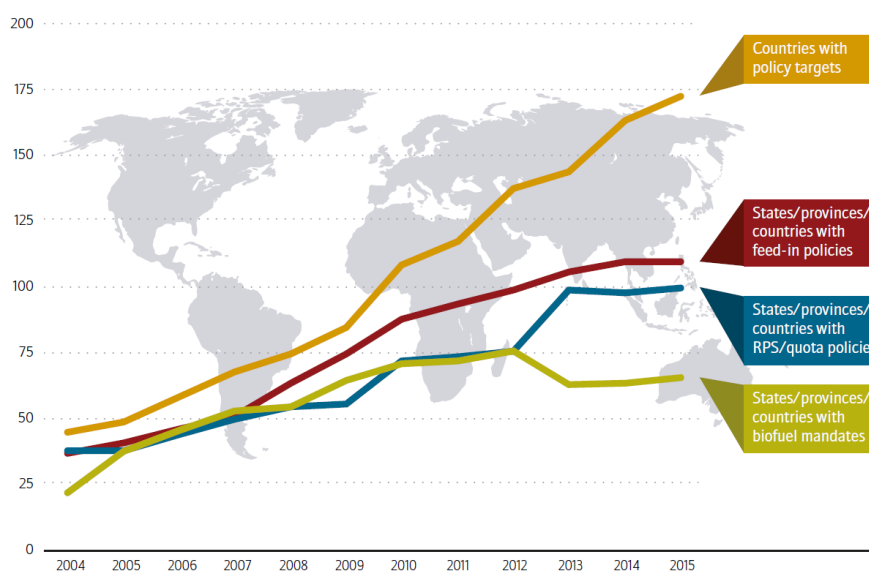 200
Countries with
policy targets
175
150
125
States/provinces/
countries with
feed-in policies
100
States/provinces/
countries with
RPS/quota policie
75
50
States/provinces/
countries with
biofuel mandates
25
0
2004 2005 2006 2007 2008 2009 2010 2011 2012 2013 2014 2015